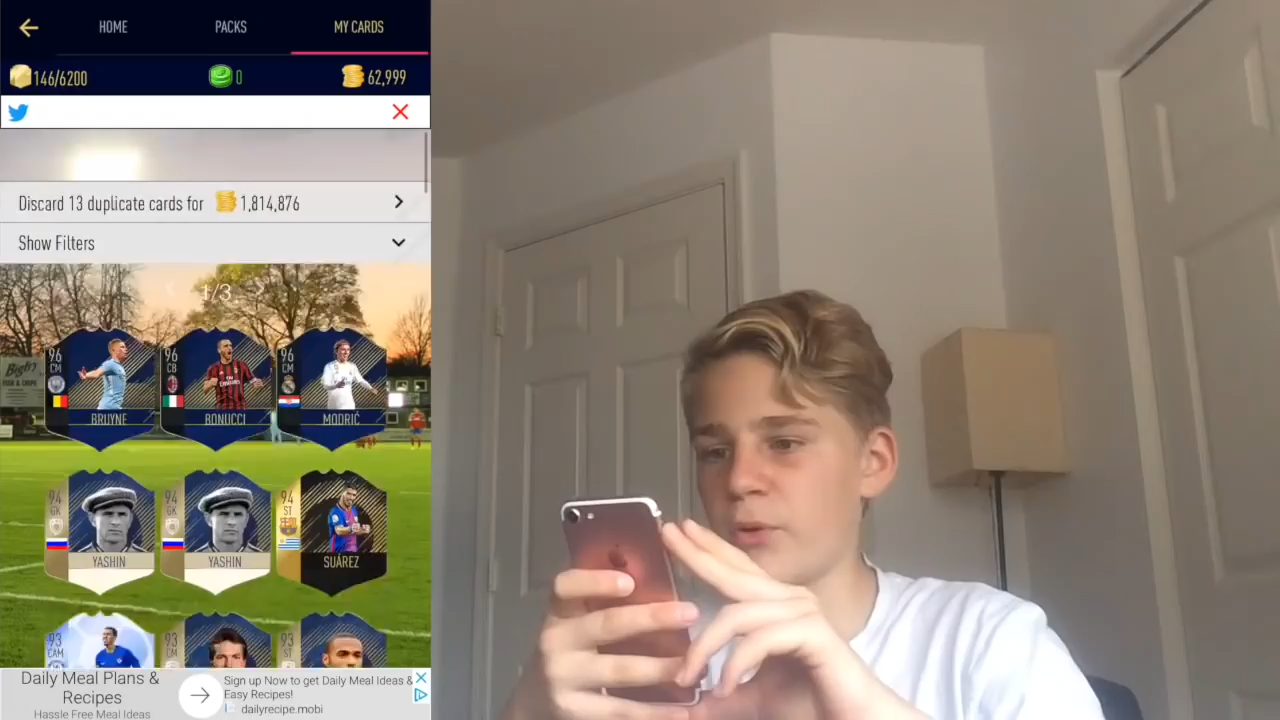 HOME PACKS MY CARDS
146/6200 0 62,999
Discard 13 duplicate cards for 1,814,876
Show Filters
1/3
96 96 96
CM CB CM
BRUYNE BONUCCI MODRIĆ
94 94 94
GK GK ST
YASHIN YASHIN SUÁREZ
93 93 93
CAM CM ST
Daily Meal Plans &
Recipes
Hassle Free Meal Ideas
Sign up Now to get Daily Meal Ideas &
Easy Recipes!
dailyrecipe.mobi